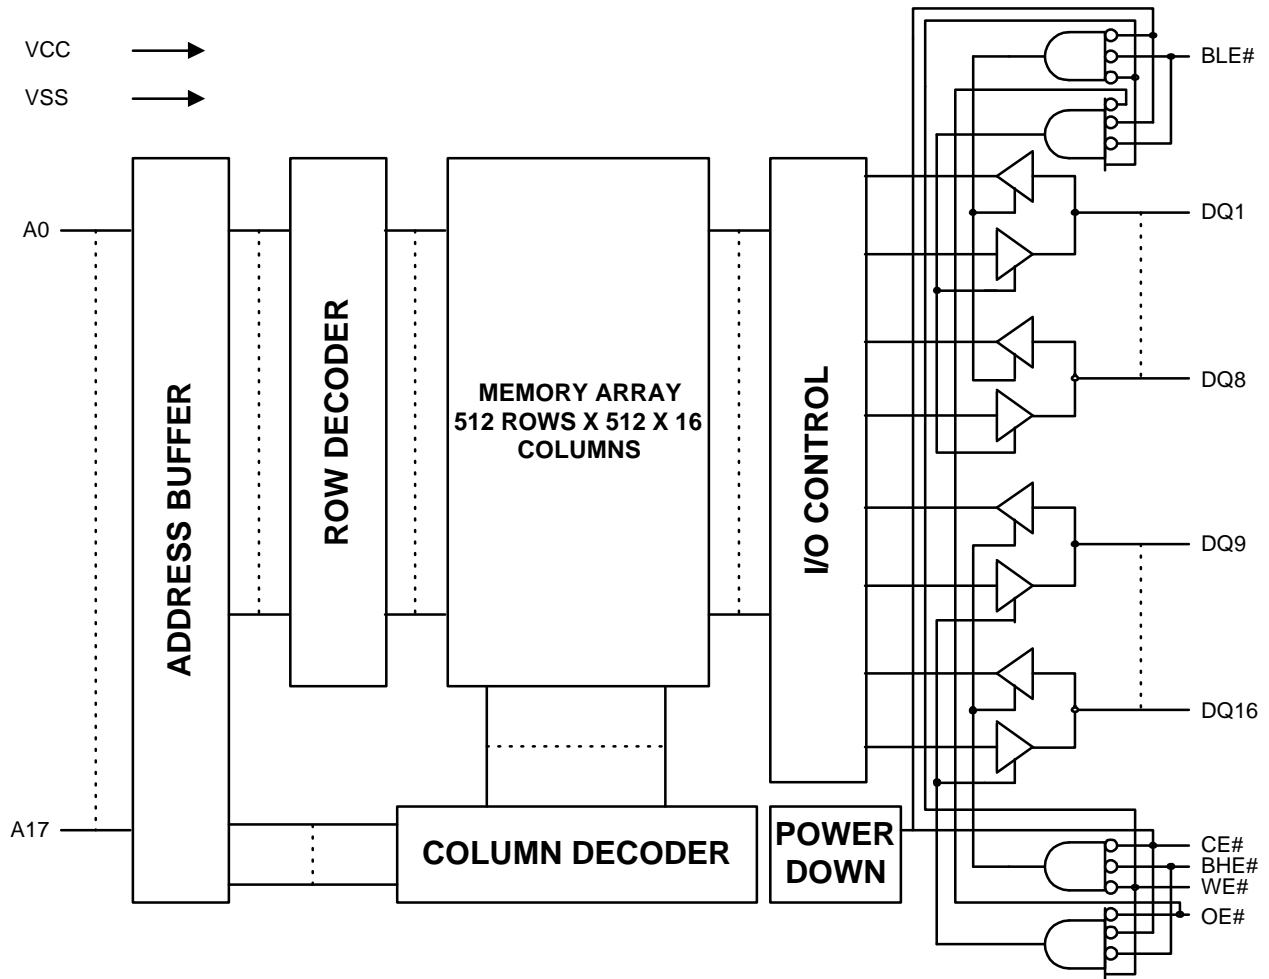 VCC
VSS
BLE#
A0
DQ1
DQ8
DQ9
DQ16
ADDRESS BUFFER
ROW DECODER
MEMORY ARRAY
512 ROWS X 512 X 16
COLUMNS
I/O CONTROL
A17
COLUMN DECODER
POWER
DOWN
CE#
BHE#
WE#
OE#